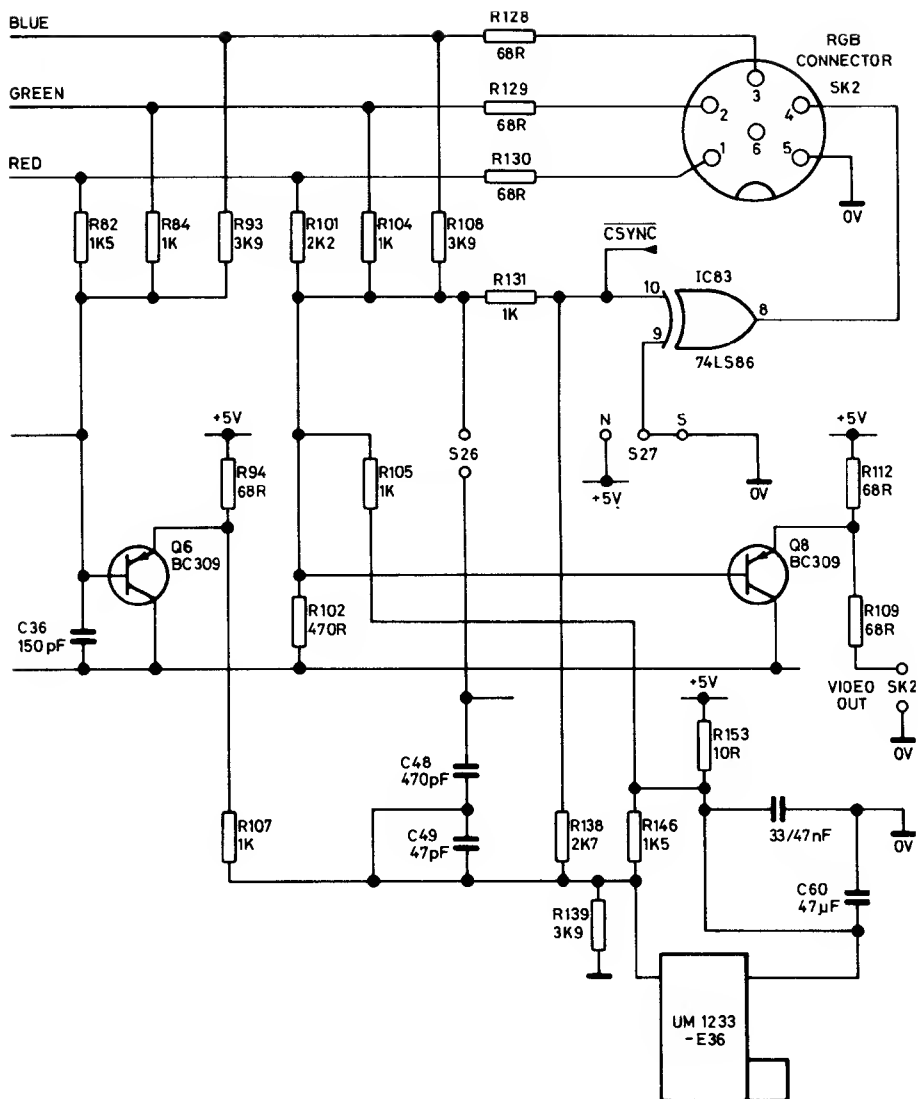 BLUE
R128
68R
RGB
CONNECTOR
SK2
GREEN
R129
68R
3
2
4
6
1
5
RED
R130
68R
0V
R82
1K5
R84
1K
R93
3K9
R101
2K2
R104
1K
R108
3K9
CSYNC
R131
1K
10
IC83
8
9
74LS86
+5V
R94
68R
R105
1K
S26
N
S27
S
+5V
0V
+5V
R112
68R
Q6
BC309
Q8
BC309
C36
150pF
R102
470R
R109
68R
VIDEO
OUT
SK2
0V
+5V
R153
10R
C48
470pF
C49
47pF
R107
1K
R138
2K7
R146
1K5
33/47nF
0V
C60
47µF
R139
3K9
UM 1233
-E36